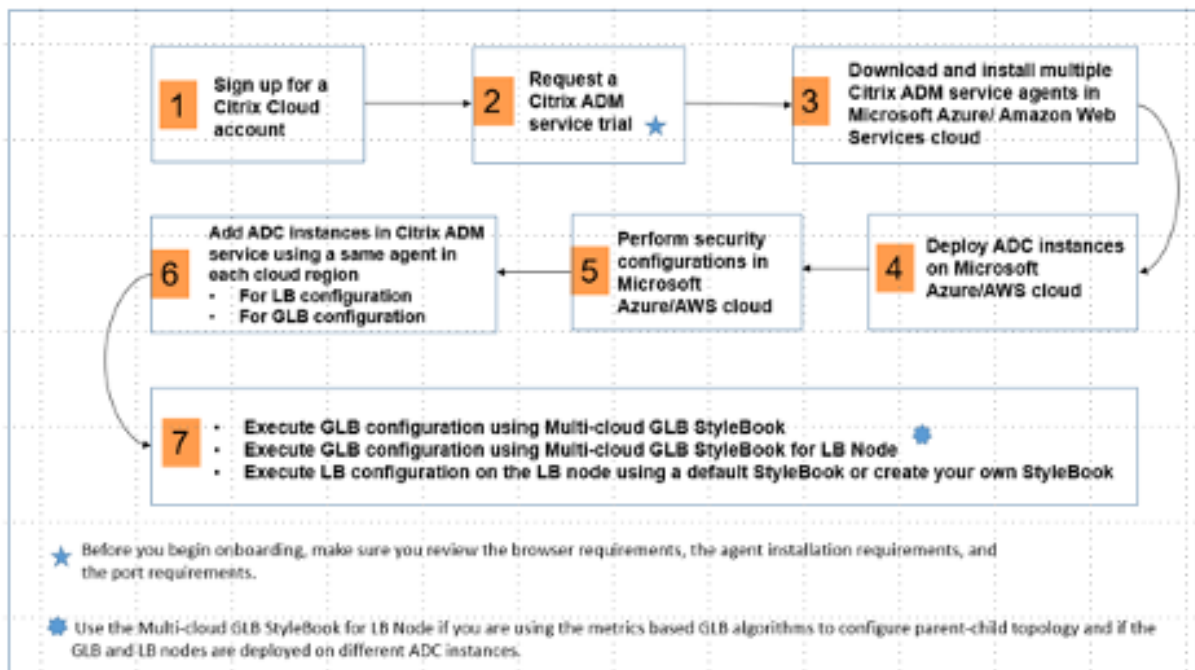 1
Sign up for a
Citrix Cloud
account
2
Request a
Citrix ADM
service trial
3
Download and install multiple
Citrix ADM service agents in
Microsoft Azure/ Amazon Web
Services cloud
4
Deploy ADC instances
on Microsoft
Azure/AWS cloud
5
Perform security
configurations in
Microsoft
Azure/AWS cloud
6
Add ADC instances in Citrix ADM
service using a same agent in
each cloud region
• For LB configuration
• For GLB configuration
7
• Execute GLB configuration using Multi-cloud GLB StyleBook
• Execute GLB configuration using Multi-cloud GLB StyleBook for LB Node
• Execute LB configuration on the LB node using a default StyleBook or create your own StyleBook
Before you begin onboarding, make sure you review the browser requirements, the agent installation requirements, and
the port requirements.
Use the Multi-cloud GLB StyleBook for LB Node if you are using the metrics based GLB algorithms to configure parent-child topology and if the
GLB and LB nodes are deployed on different ADC instances.